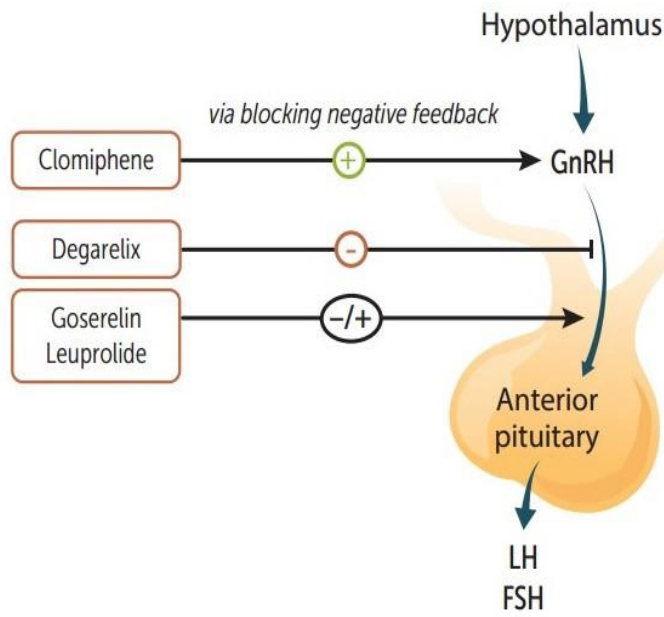 Hypothalamus
via blocking negative feedback
Clomiphene
+
GnRH
Degarelix
-
Goserelin
Leuprolide
−/+
Anterior
pituitary
LH
FSH